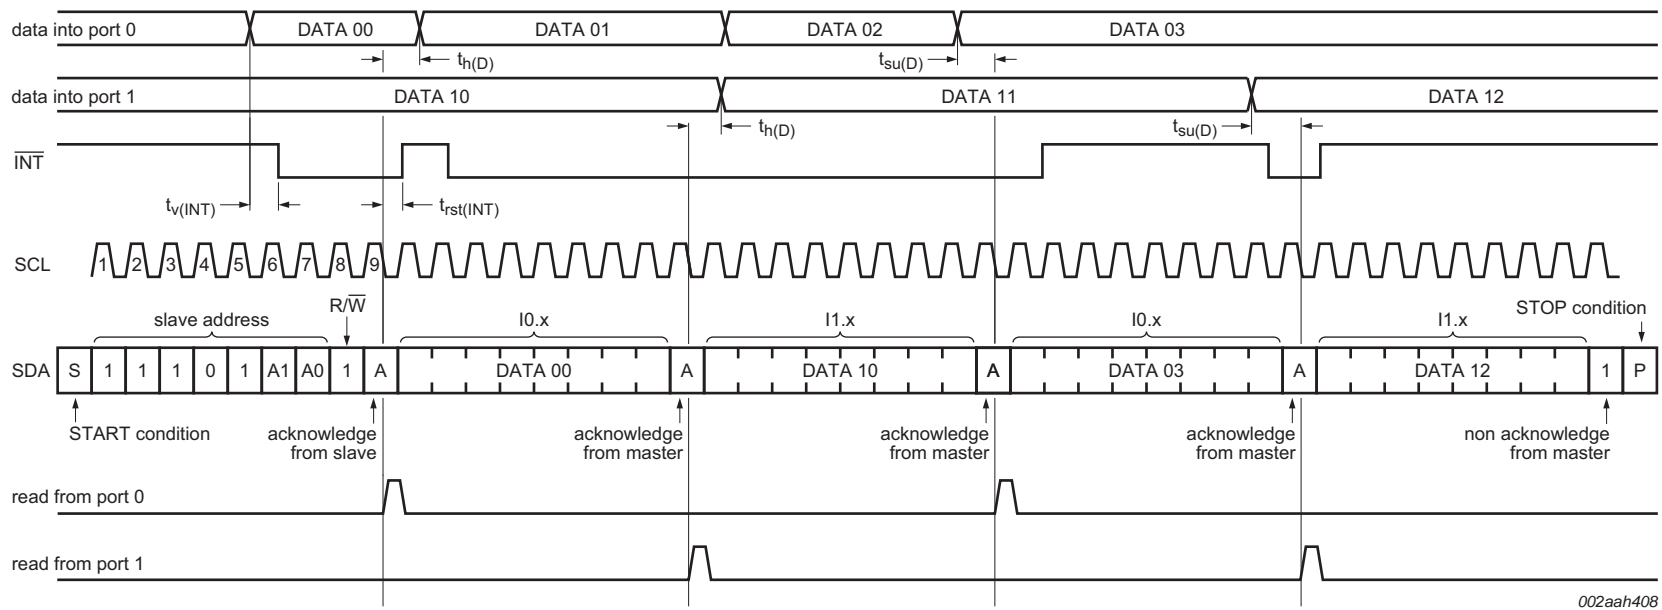 data into port 0 DATA 00 DATA 01 DATA 02 DATA 03
th(D) tsu(D)
data into port 1 DATA 10 DATA 11 DATA 12
th(D) tsu(D)
INT
tv(INT) trst(INT)
SCL 1 2 3 4 5 6 7 8 9
R/W
slave address I0.x I1.x I0.x I1.x STOP condition
SDA S 1 1 1 0 1 A1 A0 1 A DATA 00 A DATA 10 A DATA 03 A DATA 12 1 P
START condition
acknowledge
from slave
acknowledge
from master
acknowledge
from master
acknowledge
from master
non acknowledge
from master
read from port 0
read from port 1
002aah408